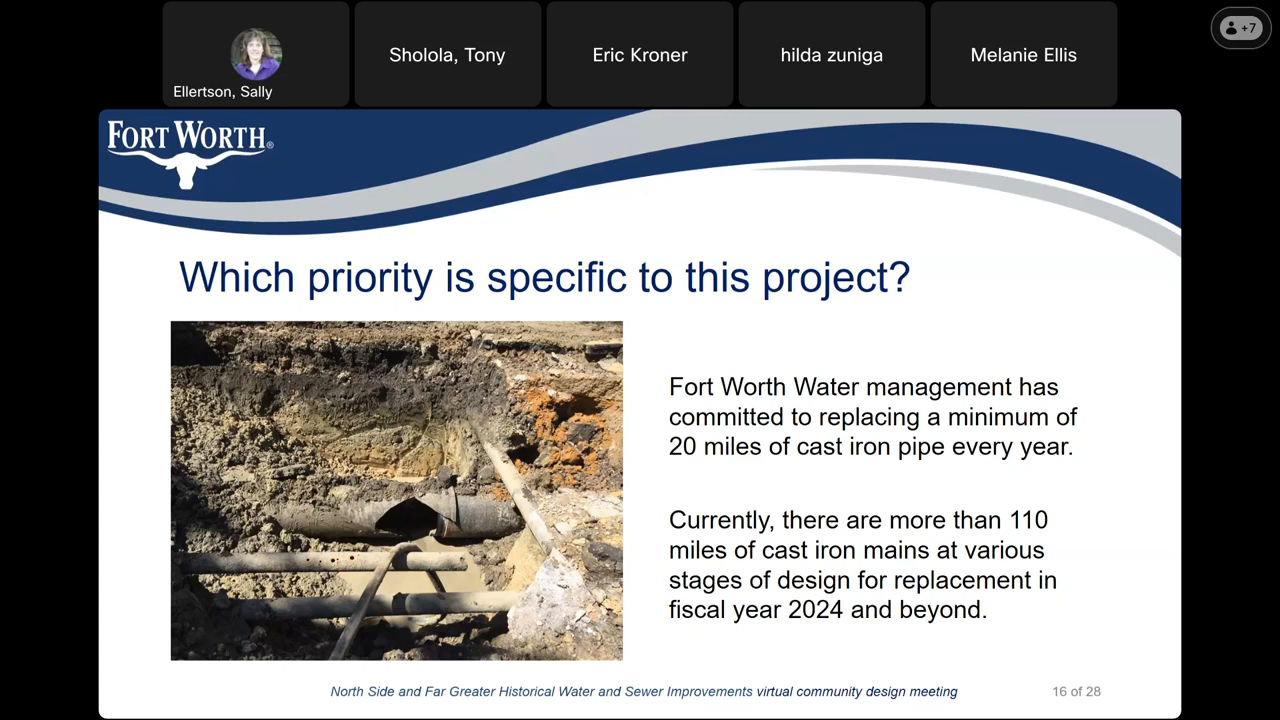 +7
Ellertson, Sally
Sholola, Tony
Eric Kroner
hilda zuniga
Melanie Ellis
FORT WORTH®
Which priority is specific to this project?
Fort Worth Water management has
committed to replacing a minimum of
20 miles of cast iron pipe every year.
Currently, there are more than 110
miles of cast iron mains at various
stages of design for replacement in
fiscal year 2024 and beyond.
North Side and Far Greater Historical Water and Sewer Improvements virtual community design meeting
16 of 28